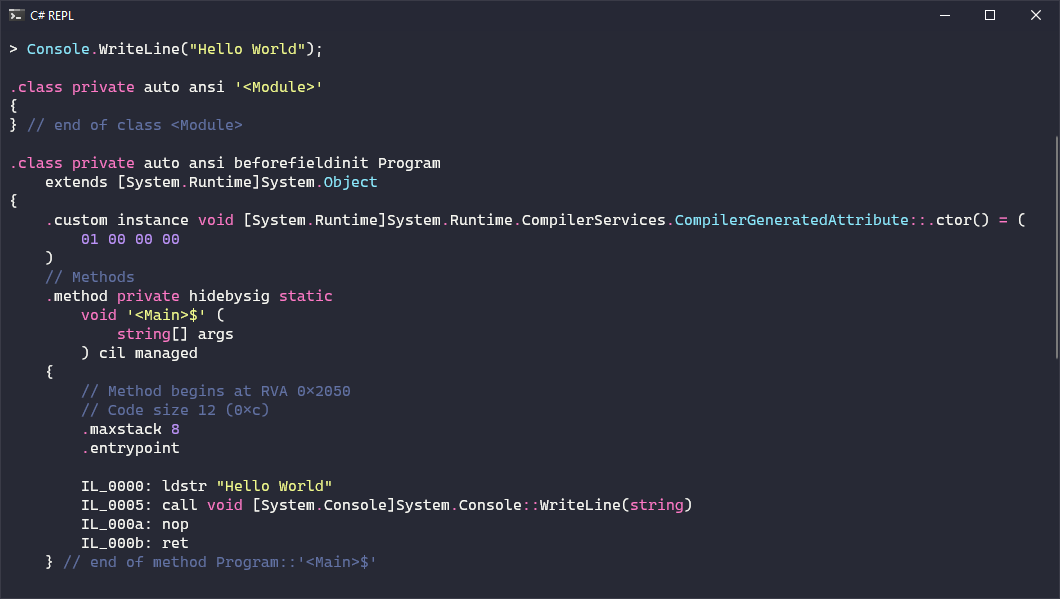 C# REPL
> Console.WriteLine("Hello World");
.class private auto ansi '<Module>'
{
} // end of class <Module>
.class private auto ansi beforefieldinit Program
    extends [System.Runtime]System.Object
{
    .custom instance void [System.Runtime]System.Runtime.CompilerServices.CompilerGeneratedAttribute::.ctor() = (
        01 00 00 00
    )
    // Methods
    .method private hidebysig static
        void '<Main>$' (
            string[] args
        ) cil managed
    {
        // Method begins at RVA 0×2050
        // Code size 12 (0×c)
        .maxstack 8
        .entrypoint
        IL_0000: ldstr "Hello World"
        IL_0005: call void [System.Console]System.Console::WriteLine(string)
        IL_000a: nop
        IL_000b: ret
    } // end of method Program::'<Main>$'